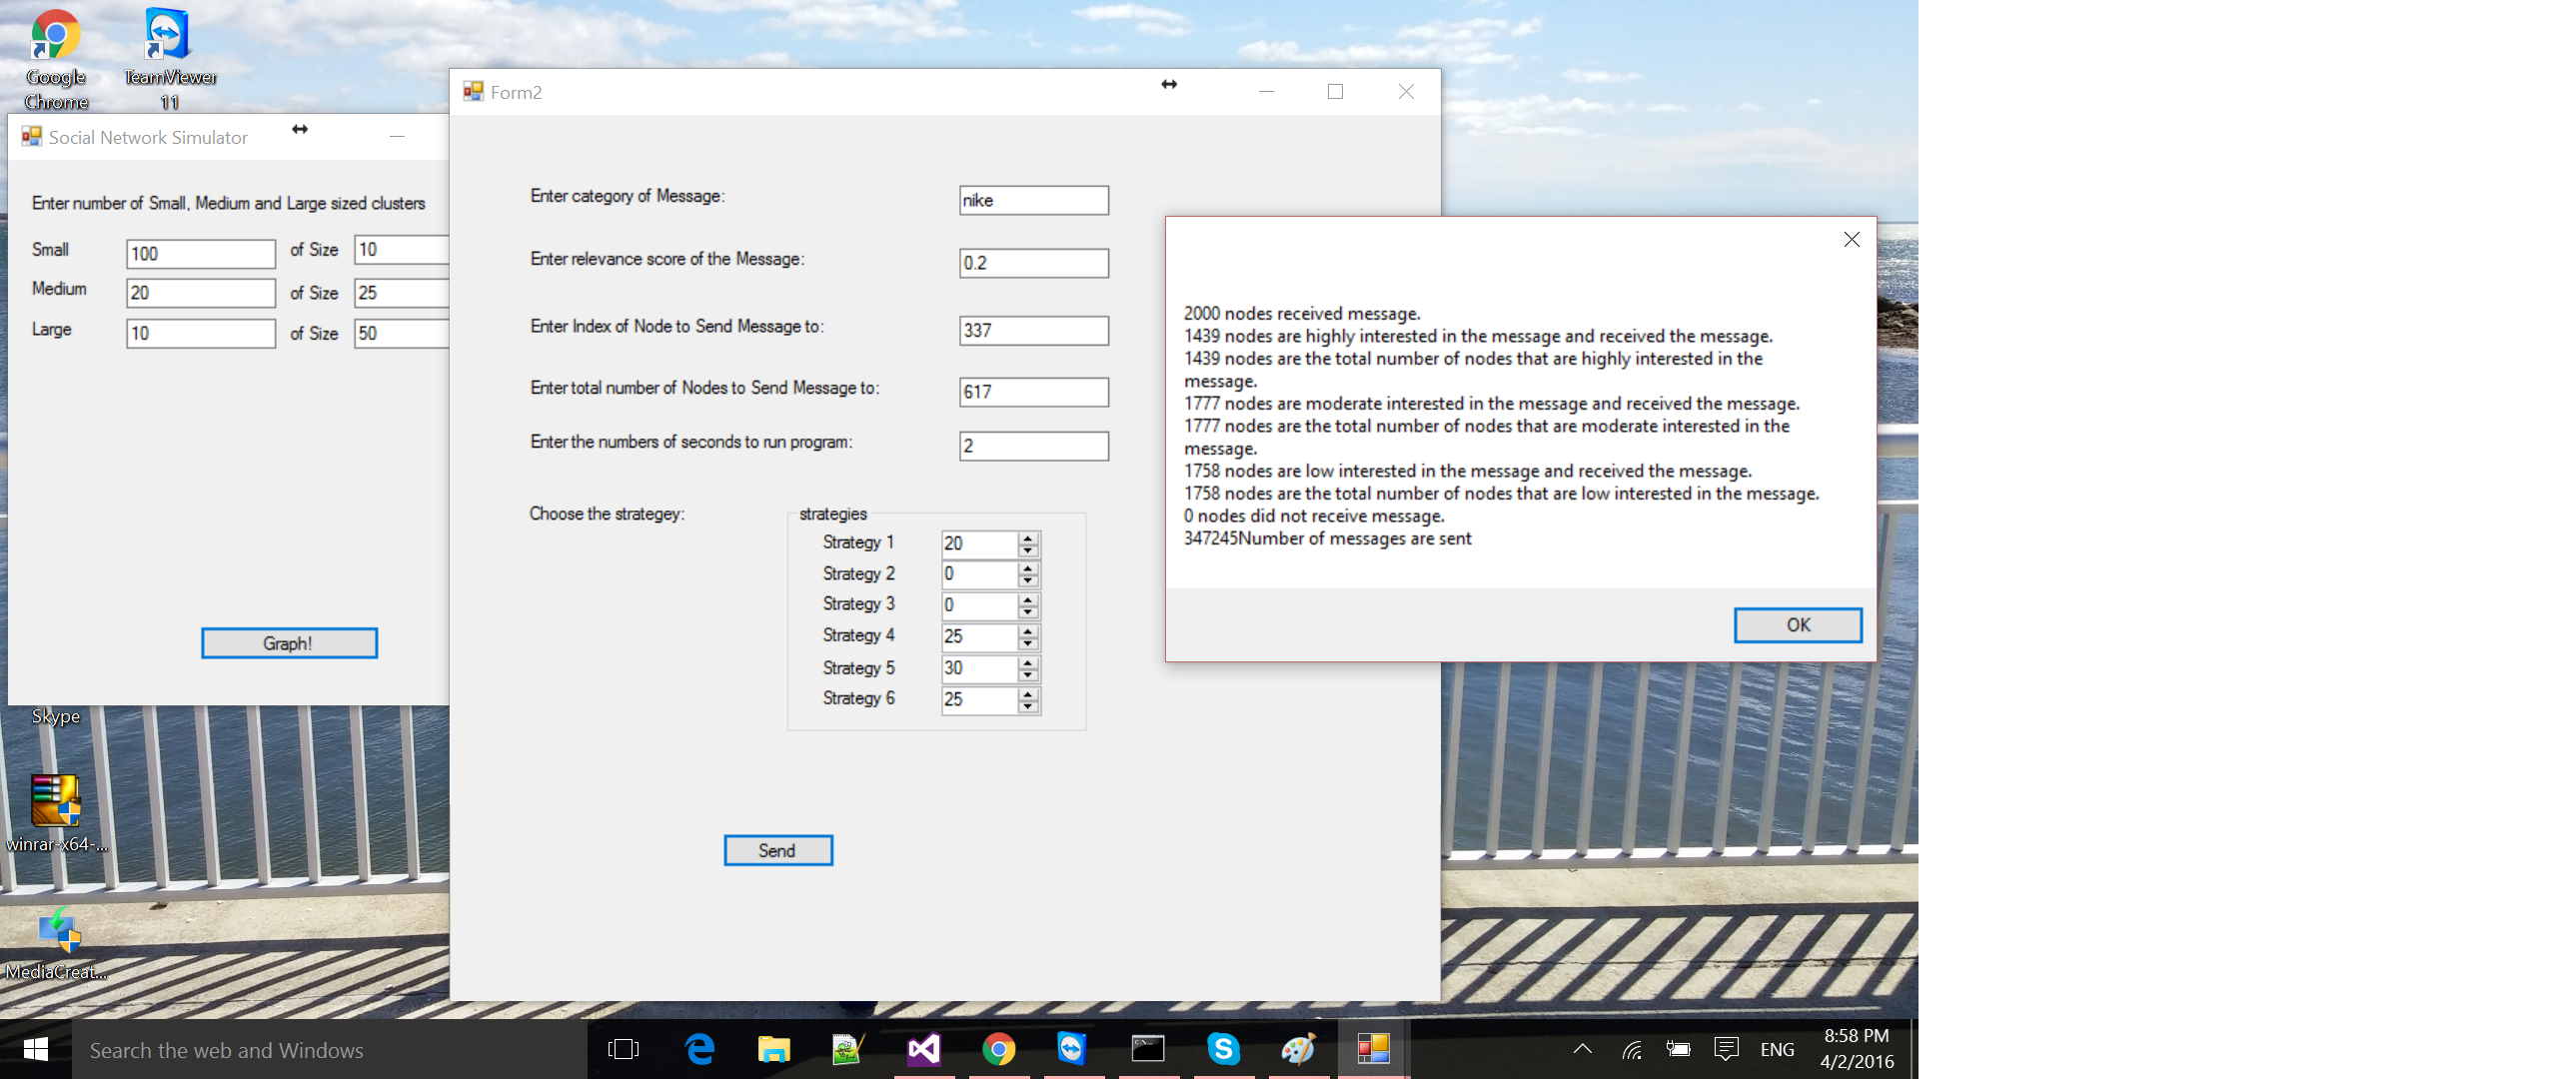 Google
Chrome
TeamViewer
11
Social Network Simulator
Enter number of Small, Medium and Large sized clusters
Small 100 of Size 10
Medium 20 of Size 25
Large 10 of Size 50
Graph!
Skype
winrar-x64-...
MediaCreat...
Form2
Enter category of Message: nike
Enter relevance score of the Message: 0.2
Enter Index of Node to Send Message to: 337
Enter total number of Nodes to Send Message to: 617
Enter the numbers of seconds to run program: 2
Choose the strategey: strategies
Strategy 1 20
Strategy 2 0
Strategy 3 0
Strategy 4 25
Strategy 5 30
Strategy 6 25
Send
2000 nodes received message.
1439 nodes are highly interested in the message and received the message.
1439 nodes are the total number of nodes that are highly interested in the
message.
1777 nodes are moderate interested in the message and received the message.
1777 nodes are the total number of nodes that are moderate interested in the
message.
1758 nodes are low interested in the message and received the message.
1758 nodes are the total number of nodes that are low interested in the message.
0 nodes did not receive message.
347245Number of messages are sent
OK
Search the web and Windows
ENG
8:58 PM
4/2/2016